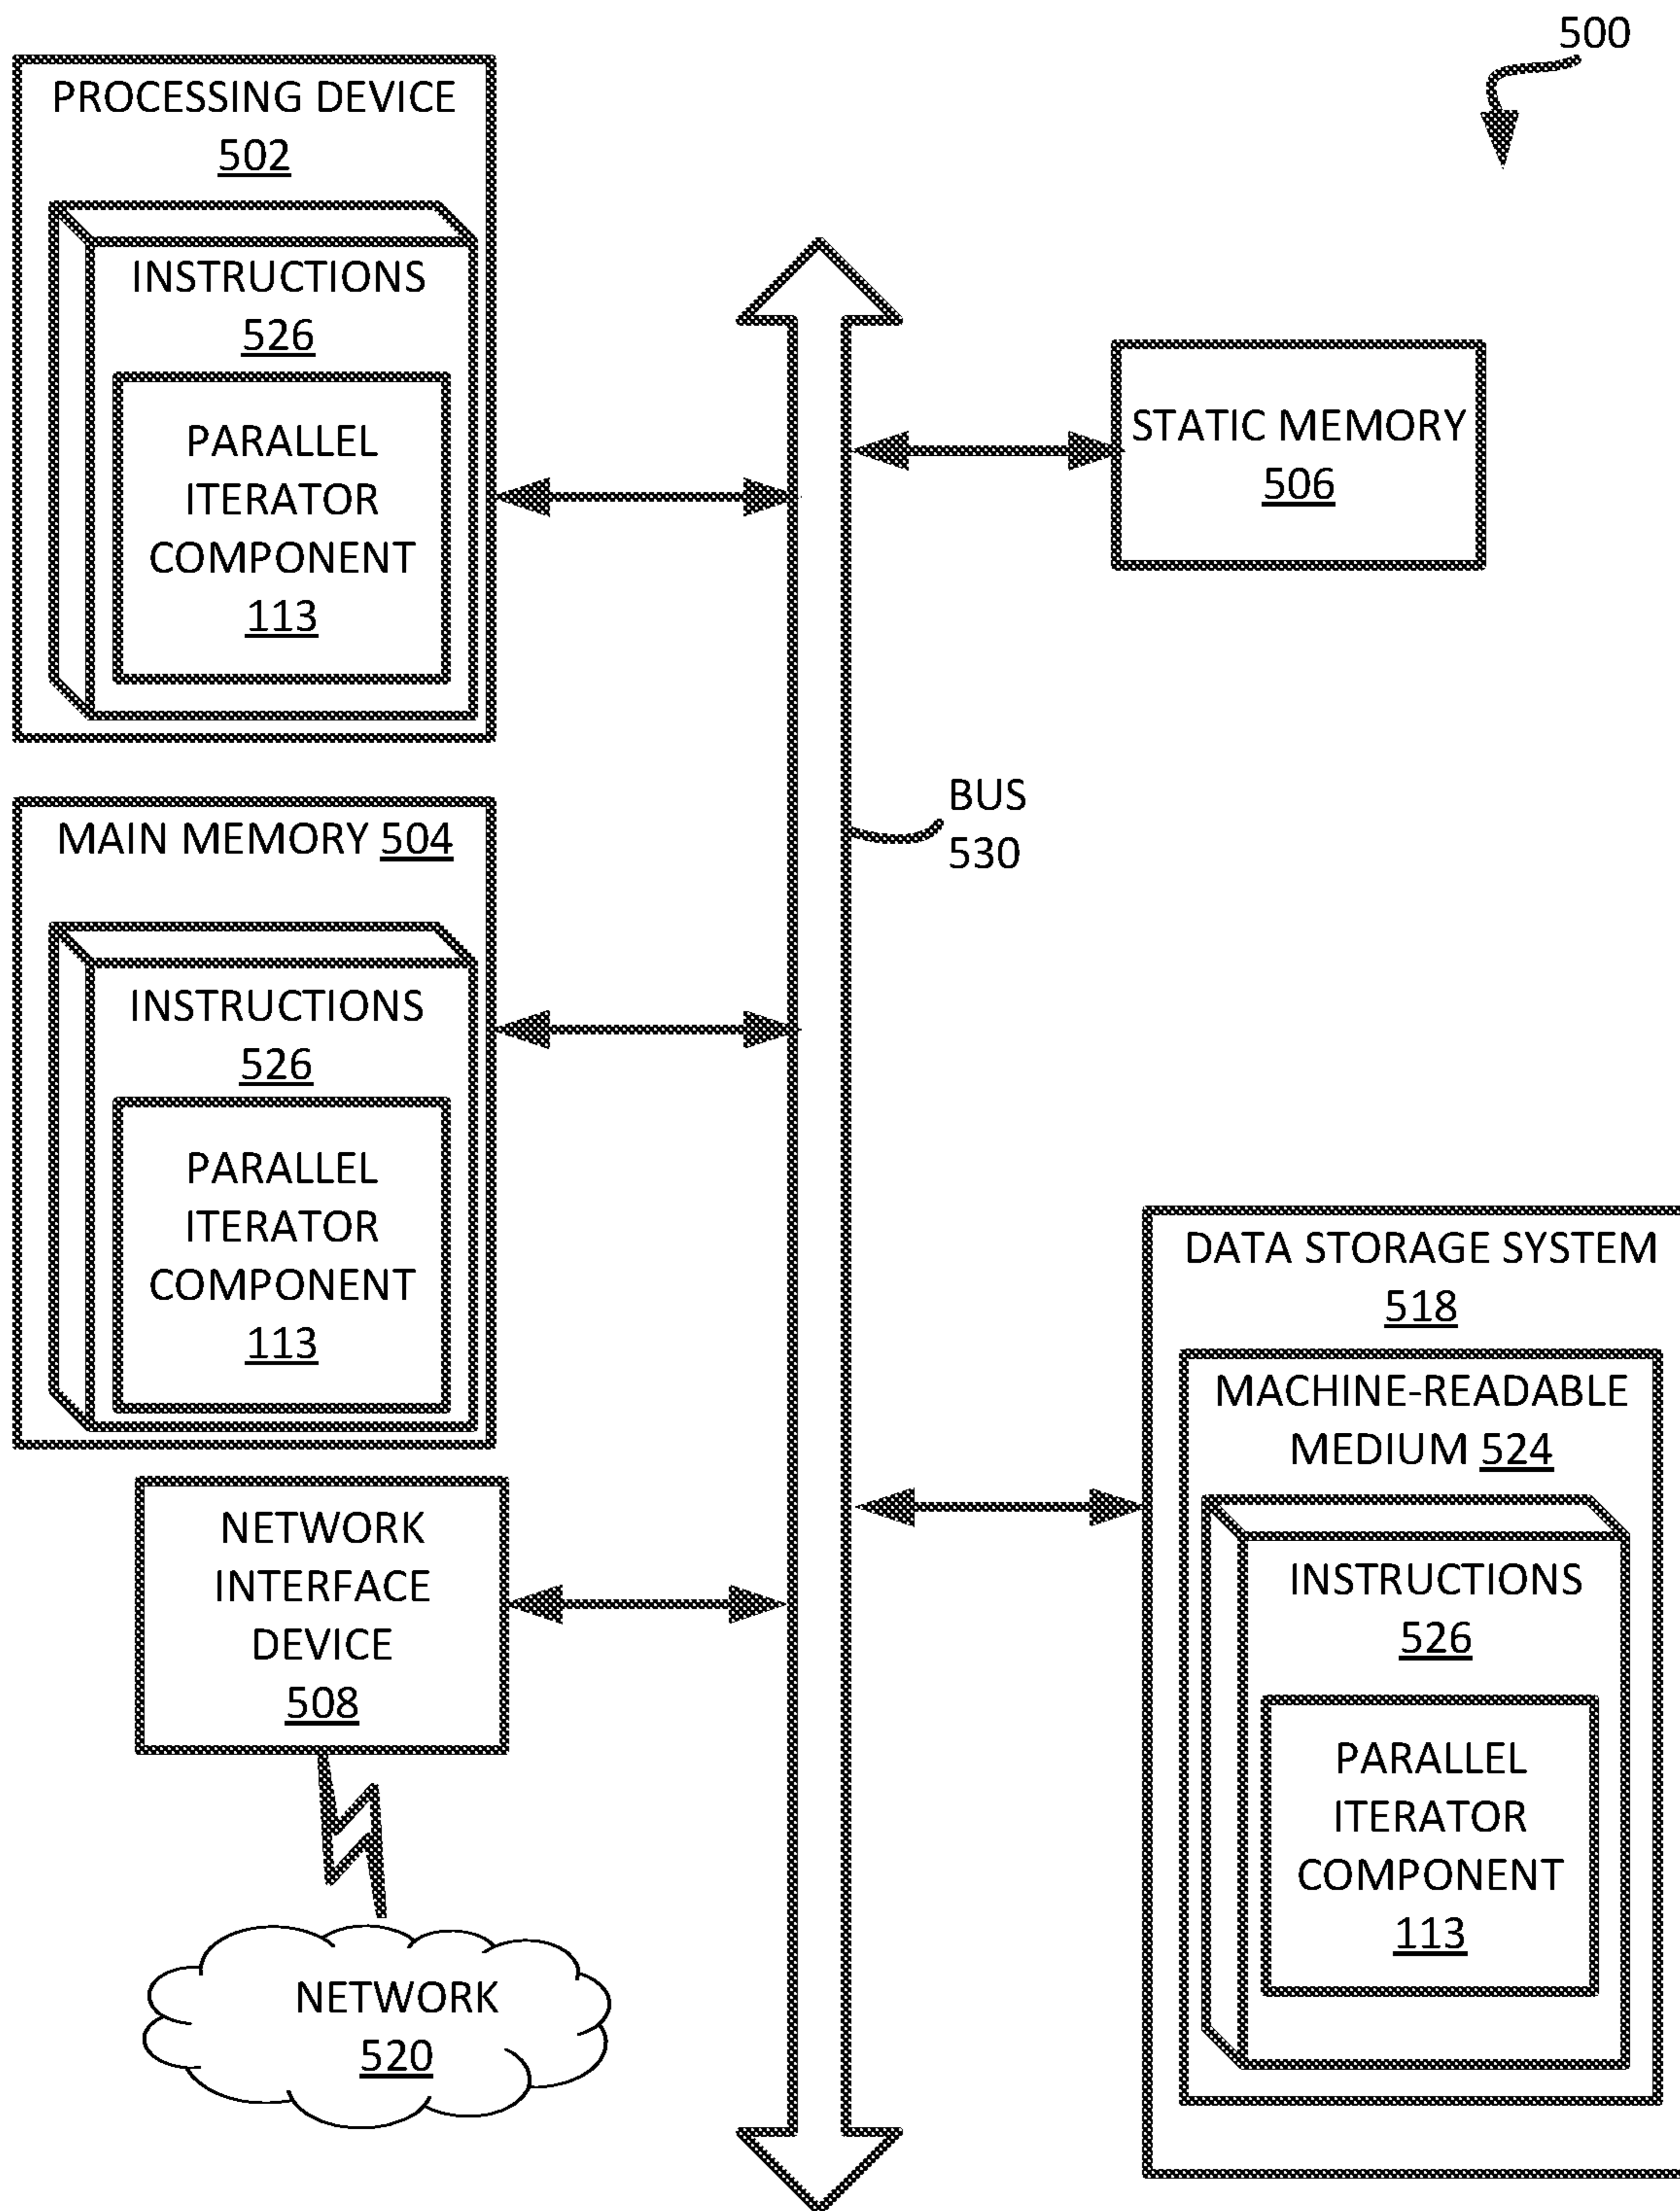 500
PROCESSING DEVICE
502
INSTRUCTIONS
526
PARALLEL
ITERATOR
COMPONENT
113
STATIC MEMORY
506
BUS
530
MAIN MEMORY 504
INSTRUCTIONS
526
PARALLEL
ITERATOR
COMPONENT
113
DATA STORAGE SYSTEM
518
MACHINE-READABLE
MEDIUM 524
INSTRUCTIONS
526
PARALLEL
ITERATOR
COMPONENT
113
NETWORK
INTERFACE
DEVICE
508
NETWORK
520